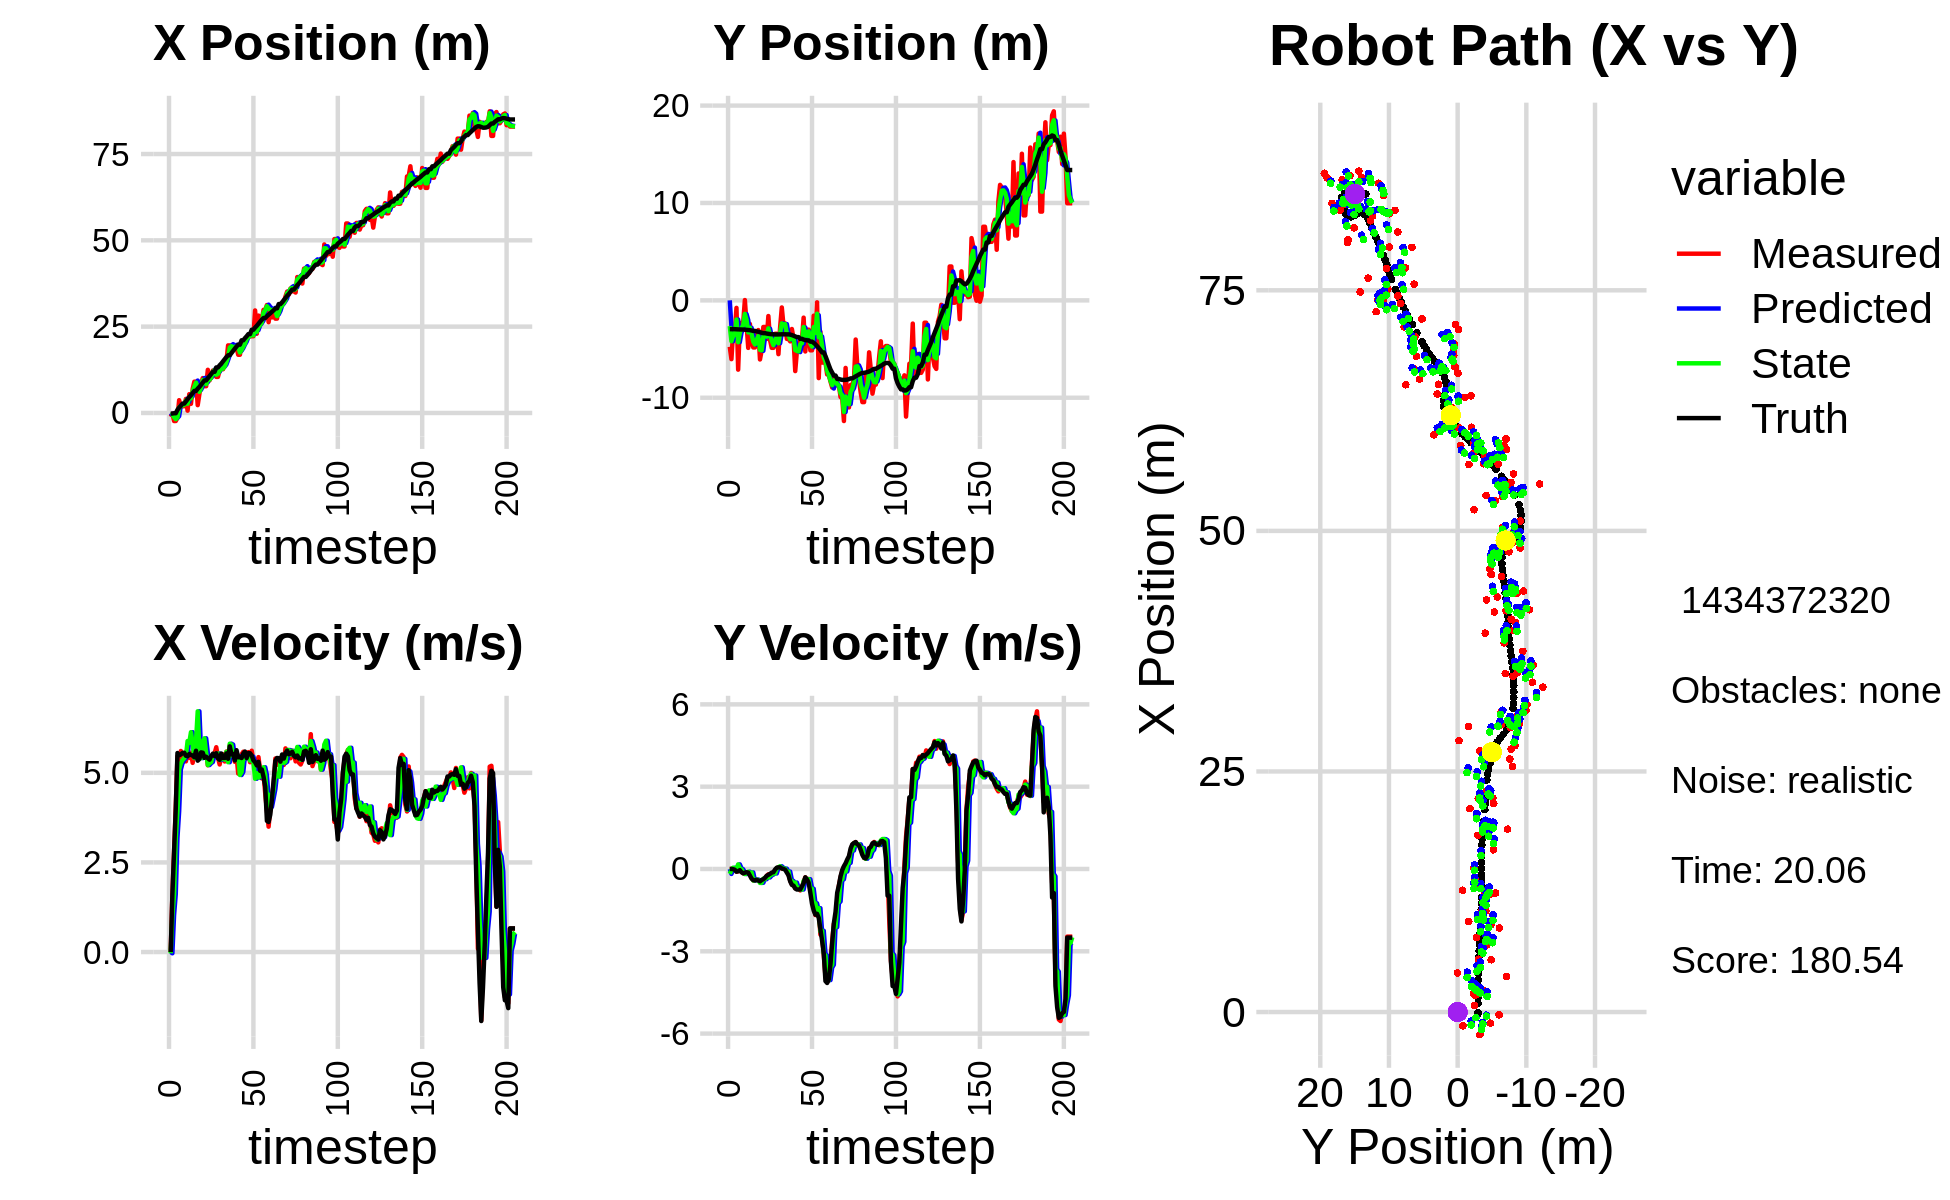 X Position (m)
75
50
25
0
0 50 100 150 200
timestep
Y Position (m)
20
10
0
-10
0 50 100 150 200
timestep
X Velocity (m/s)
5.0
2.5
0.0
0 50 100 150 200
timestep
Y Velocity (m/s)
6
3
0
-3
-6
0 50 100 150 200
timestep
Robot Path (X vs Y)
X Position (m)
75
50
25
0
20 10 0 -10 -20
Y Position (m)
variable
Measured
Predicted
State
Truth
1434372320
Obstacles: none
Noise: realistic
Time: 20.06
Score: 180.54